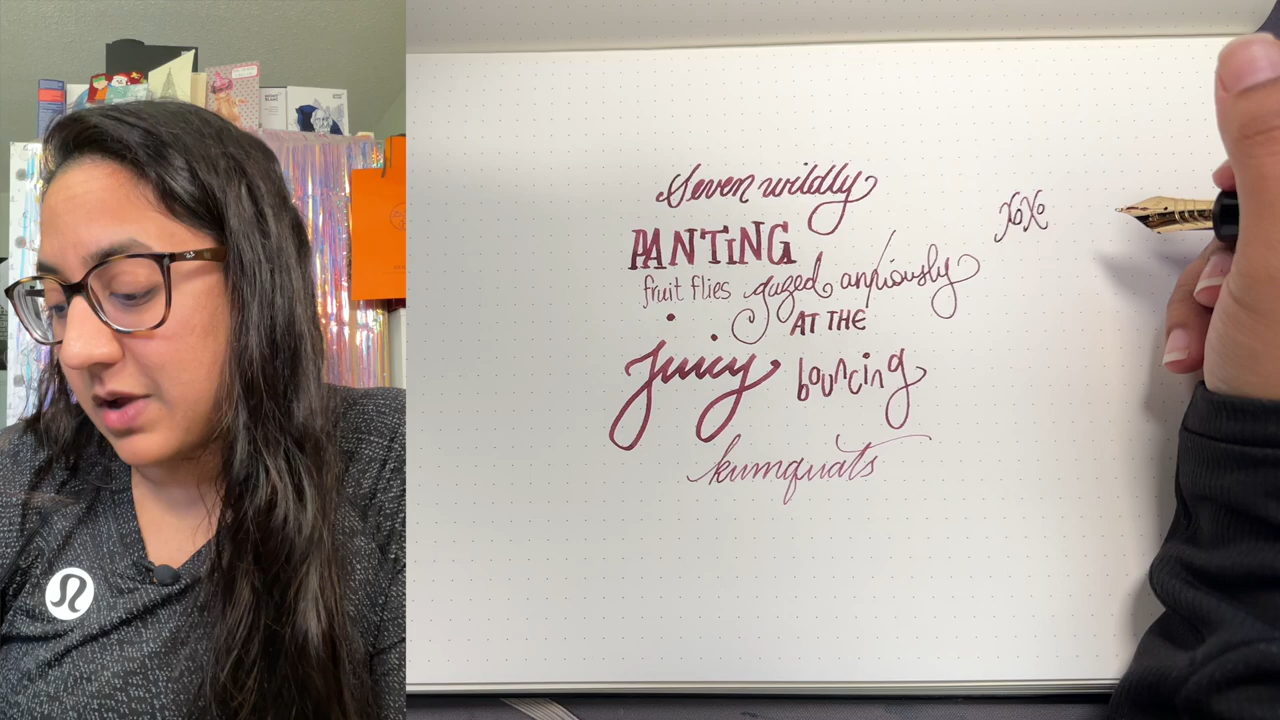 Seven wildly
PANTING
fruit flies gazed anxiously
AT THE
juicy bouncing
kumquats
xoxo